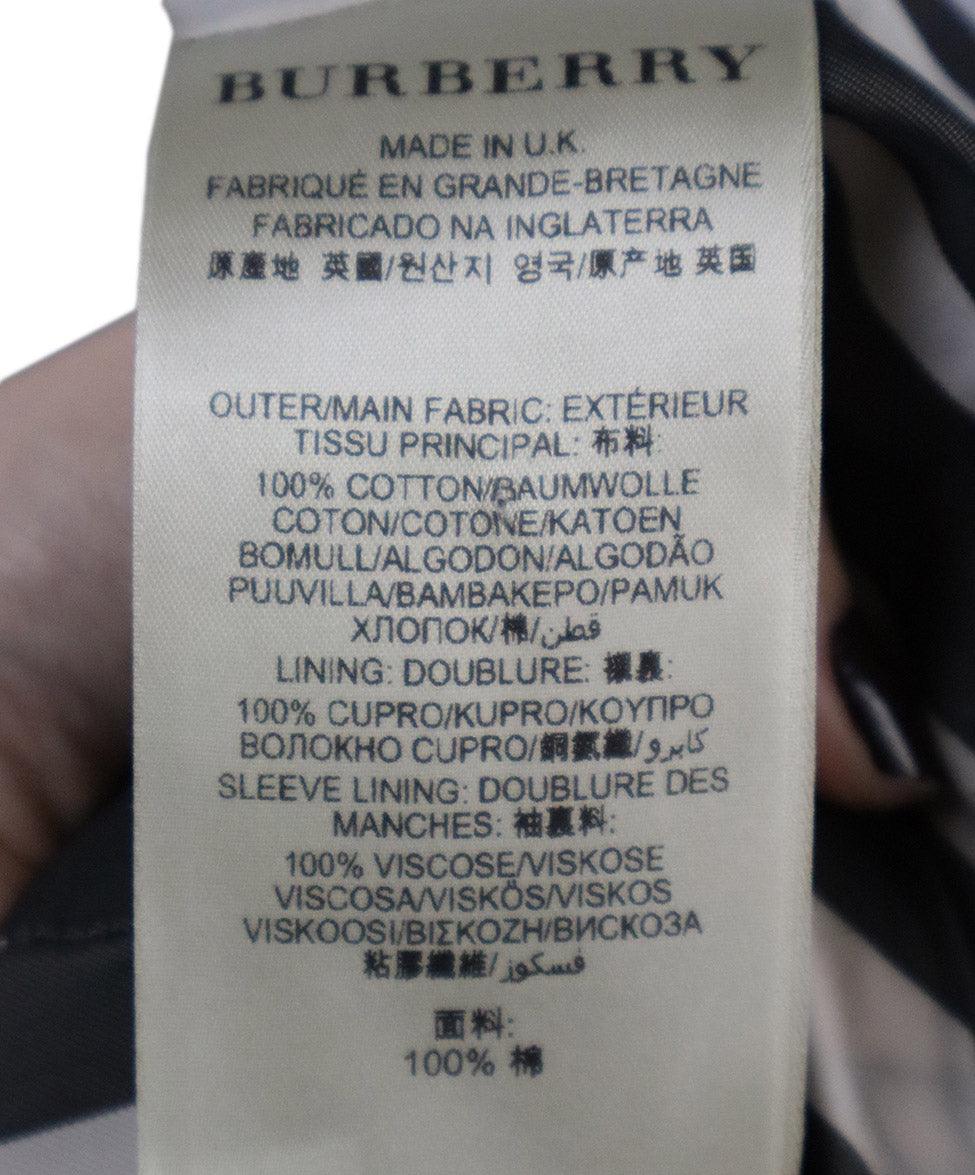 BURBERRY
MADE IN U.K.
FABRIQUÉ EN GRANDE-BRETAGNE
FABRICADO NA INGLATERRA
原產地 英國/원산지 영국/原产地 英国
OUTER/MAIN FABRIC: EXTÉRIEUR
TISSU PRINCIPAL: 布料:
100% COTTON/BAUMWOLLE
COTON/COTONE/KATOEN
BOMULL/ALGODON/ALGODÃO
PUUVILLA/BAMBAKEPO/PAMUK
ХЛОПОК/棉/قطن
LINING: DOUBLURE: 襯裏:
100% CUPRO/KUPRO/ΚΟΥΠΡΟ
ВОЛОКНО CUPRO/銅氨纖/كابرو
SLEEVE LINING: DOUBLURE DES
MANCHES: 袖裏料:
100% VISCOSE/VISKOSE
VISCOSA/VISKÖS/VISKOS
VISKOOSI/ΒΙΣΚΟΖΗ/ВИСКОЗА
粘膠纖維/فسكوز
面料:
100% 棉